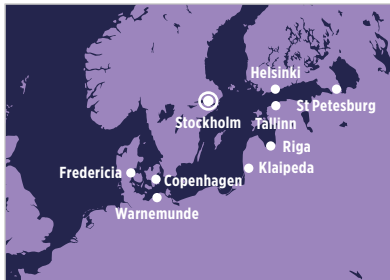 Helsinki
St Petesburg
Stockholm
Tallinn
Riga
Klaipeda
Fredericia
Copenhagen
Warnemunde